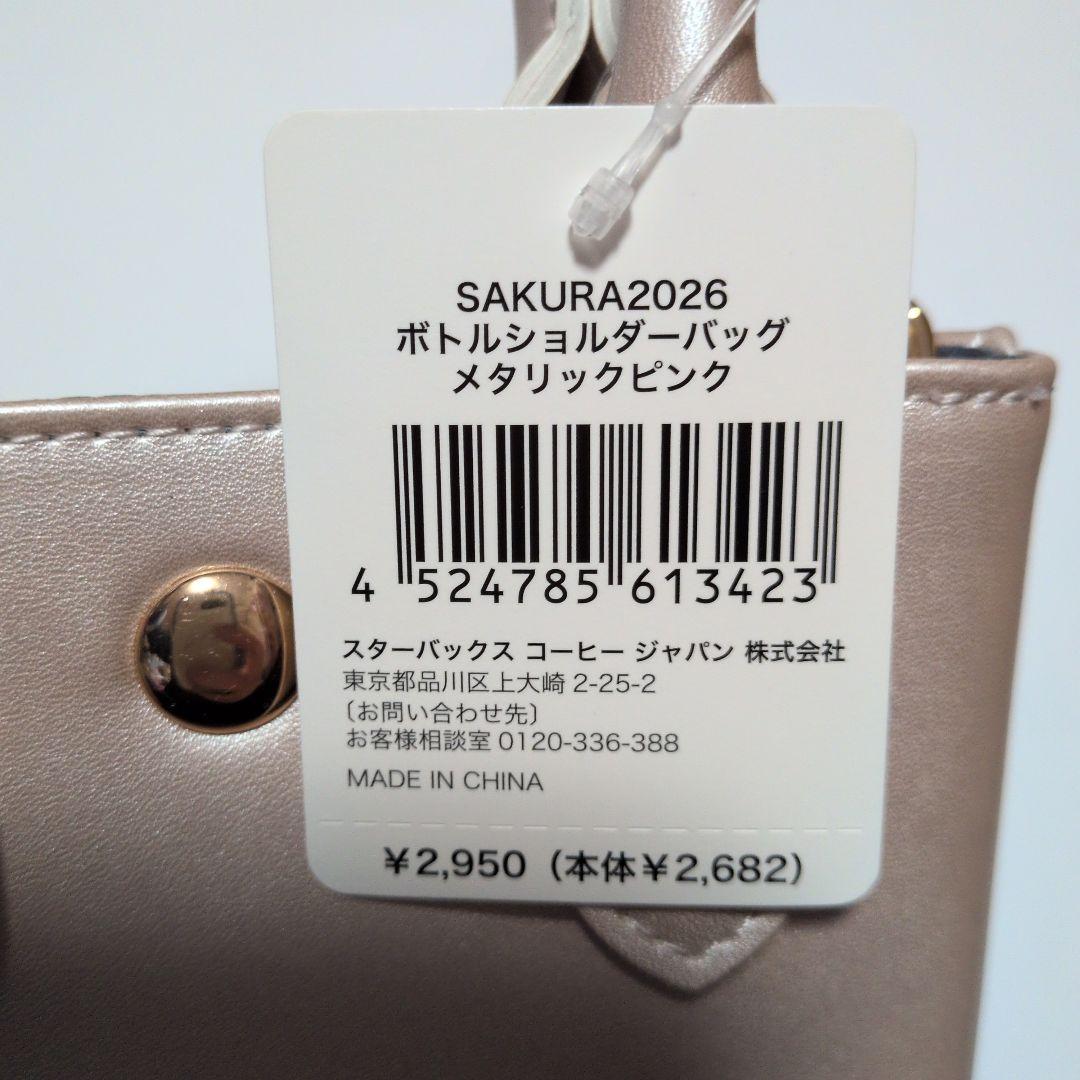 SAKURA2026
ボトルショルダーバッグ
メタリックピンク
4 524785 613423
スターバックス コーヒー ジャパン 株式会社
東京都品川区上大崎 2-25-2
〔お問い合わせ先〕
お客様相談室 0120-336-388
MADE IN CHINA
¥2,950（本体¥2,682）